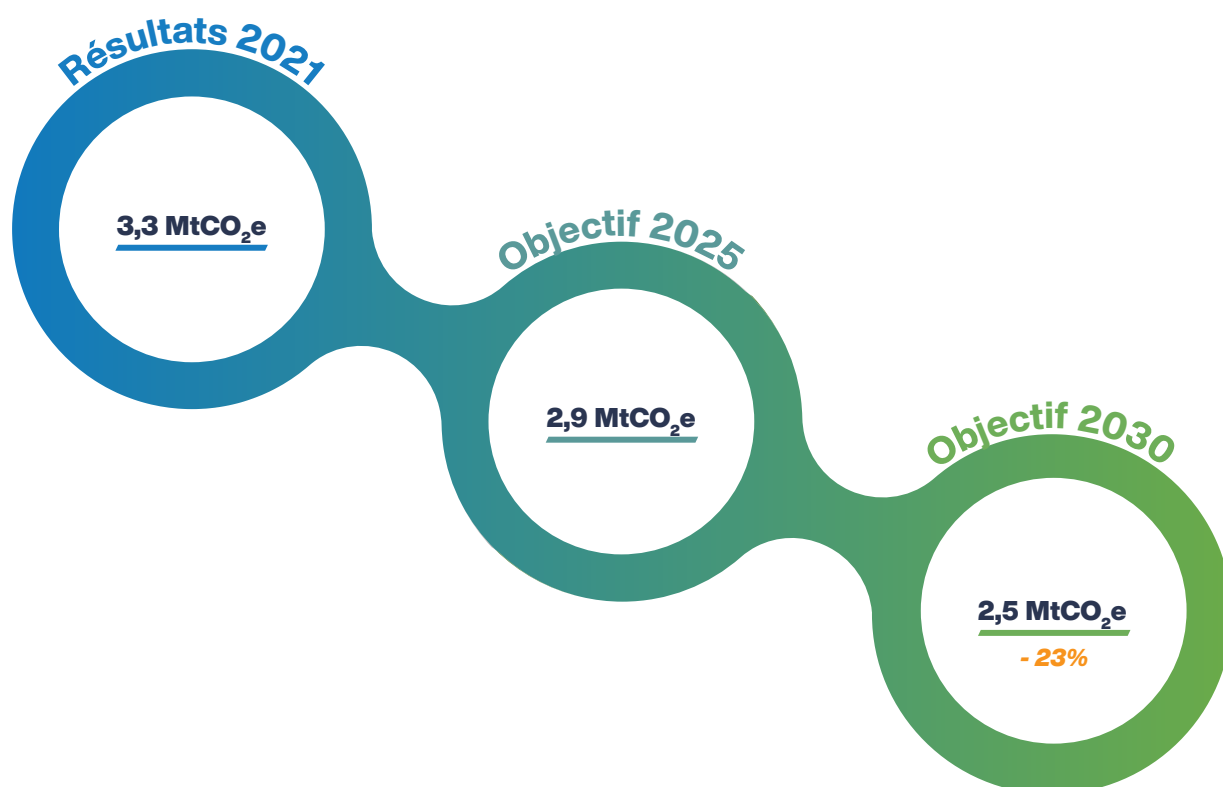 Résultats 2021
3,3 MtCO₂e
Objectif 2025
2,9 MtCO₂e
Objectif 2030
2,5 MtCO₂e
- 23%